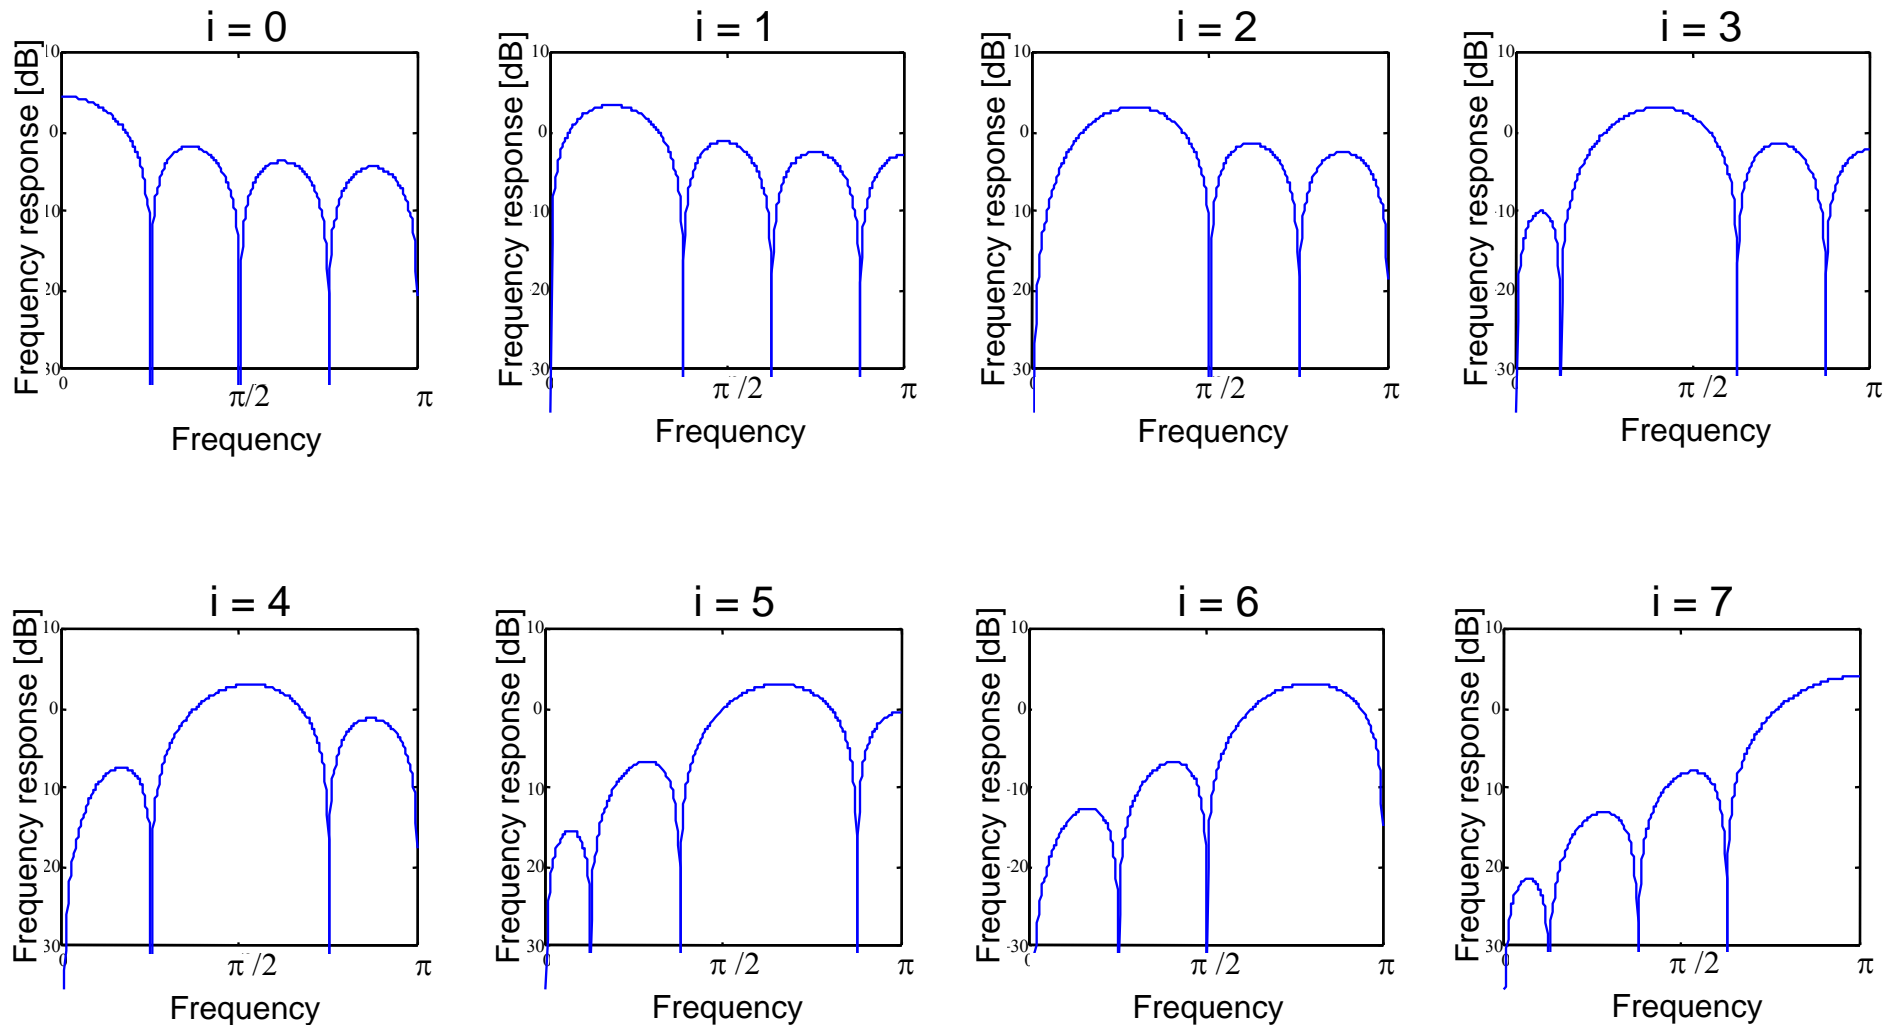 i = 0
i = 1
i = 2
i = 3
Frequency response [dB]
10
0
10
20
30
0
π/2
π
Frequency
Frequency response [dB]
10
0
-10
20
30
π/2
π
Frequency
Frequency response [dB]
10
0
10
20
-30
π/2
π
Frequency
Frequency response [dB]
10
0
-10
20
-30
π/2
π
Frequency
i = 4
i = 5
i = 6
i = 7
Frequency response [dB]
10
0
10
20
30
0
π/2
π
Frequency
Frequency response [dB]
10
0
10
20
30
π/2
π
Frequency
Frequency response [dB]
10
0
-10
20
-30
0
π/2
π
Frequency
Frequency response [dB]
10
0
10
20
30
π/2
π
Frequency